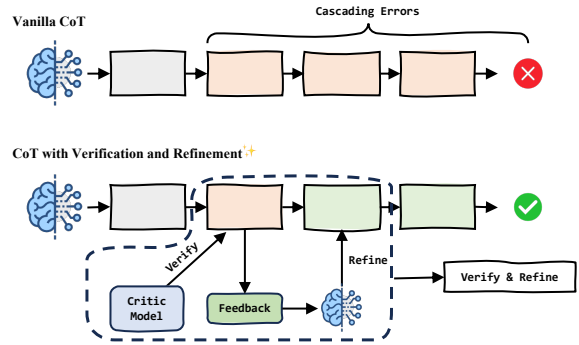 Cascading Errors
Vanilla CoT
CoT with Verification and Refinement
Verify
Refine
Verify & Refine
Critic
Model
Feedback